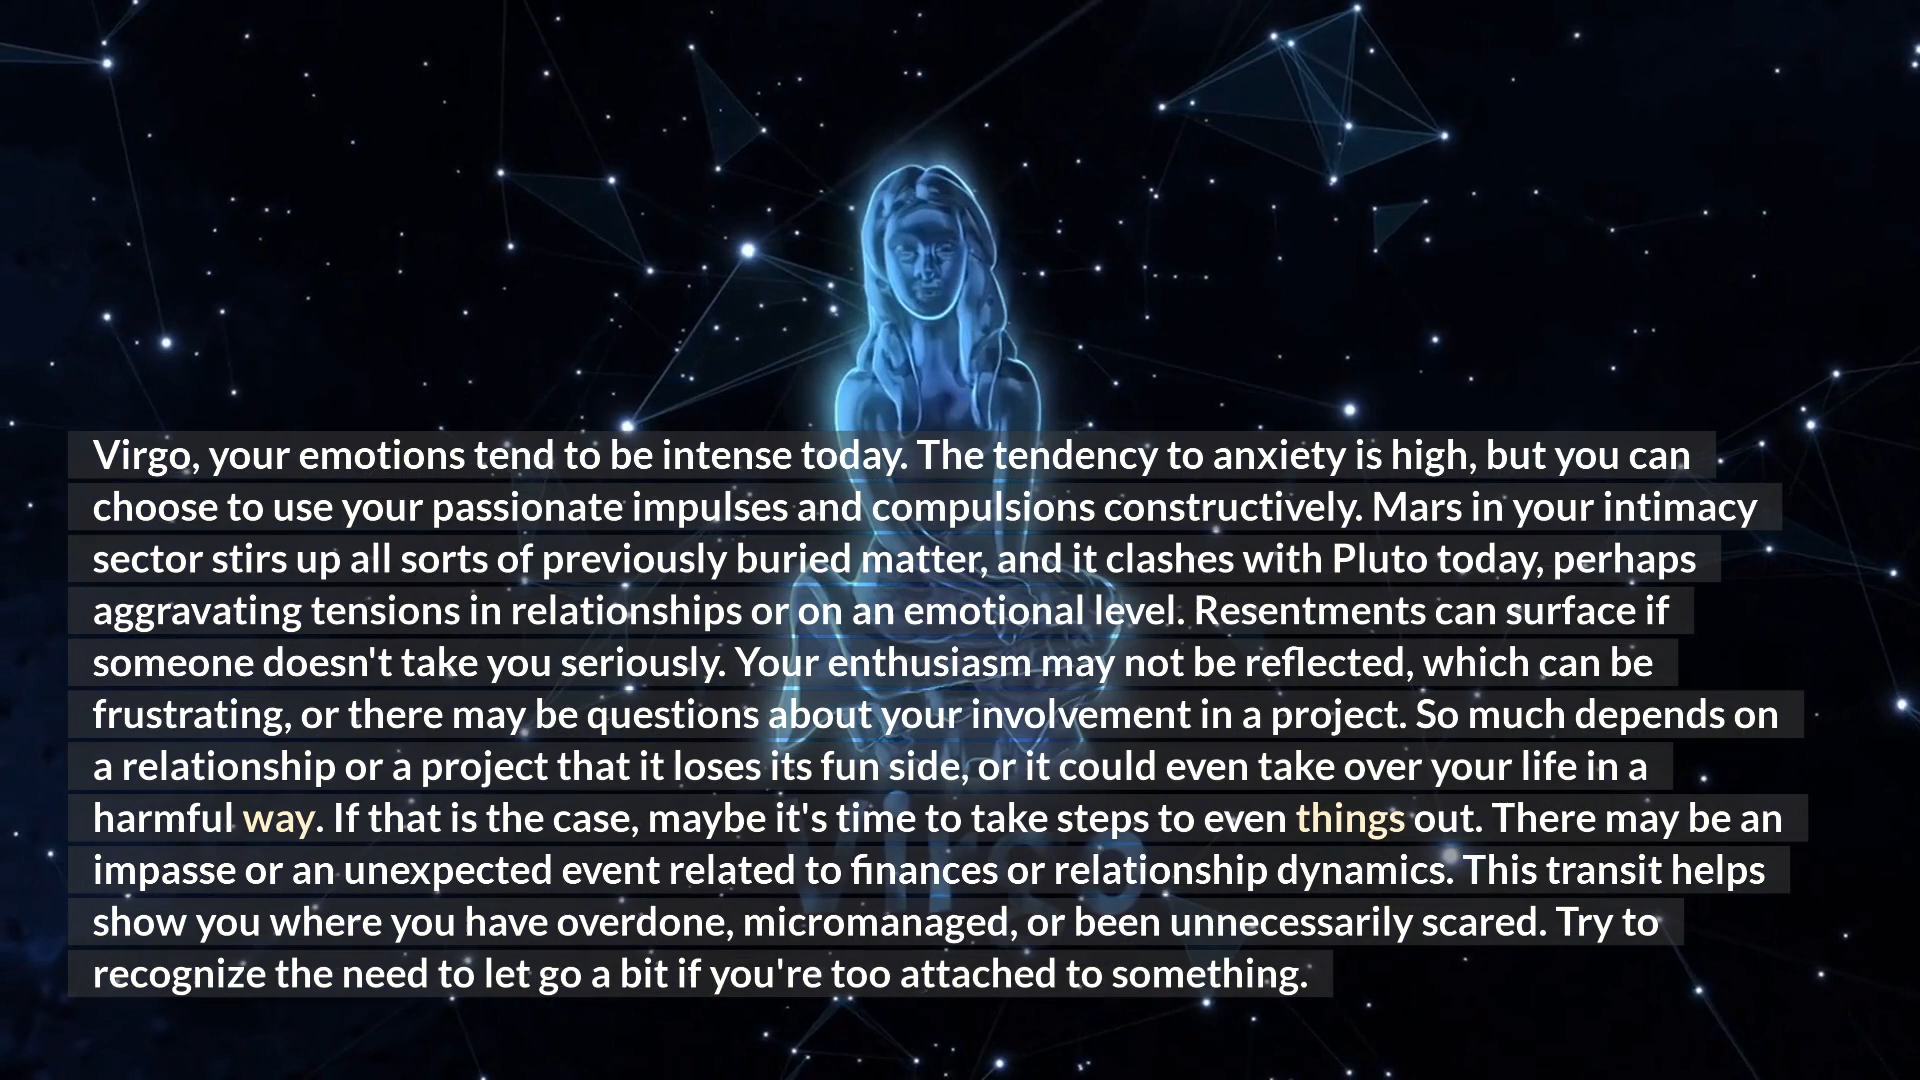 Virgo, your emotions tend to be intense today. The tendency to anxiety is high, but you can
choose to use your passionate impulses and compulsions constructively. Mars in your intimacy
sector stirs up all sorts of previously buried matter, and it clashes with Pluto today, perhaps
aggravating tensions in relationships or on an emotional level. Resentments can surface if
someone doesn't take you seriously. Your enthusiasm may not be reflected, which can be
frustrating, or there may be questions about your involvement in a project. So much depends on
a relationship or a project that it loses its fun side, or it could even take over your life in a
harmful way. If that is the case, maybe it's time to take steps to even things out. There may be an
impasse or an unexpected event related to finances or relationship dynamics. This transit helps
show you where you have overdone, micromanaged, or been unnecessarily scared. Try to
recognize the need to let go a bit if you're too attached to something.
Virgo